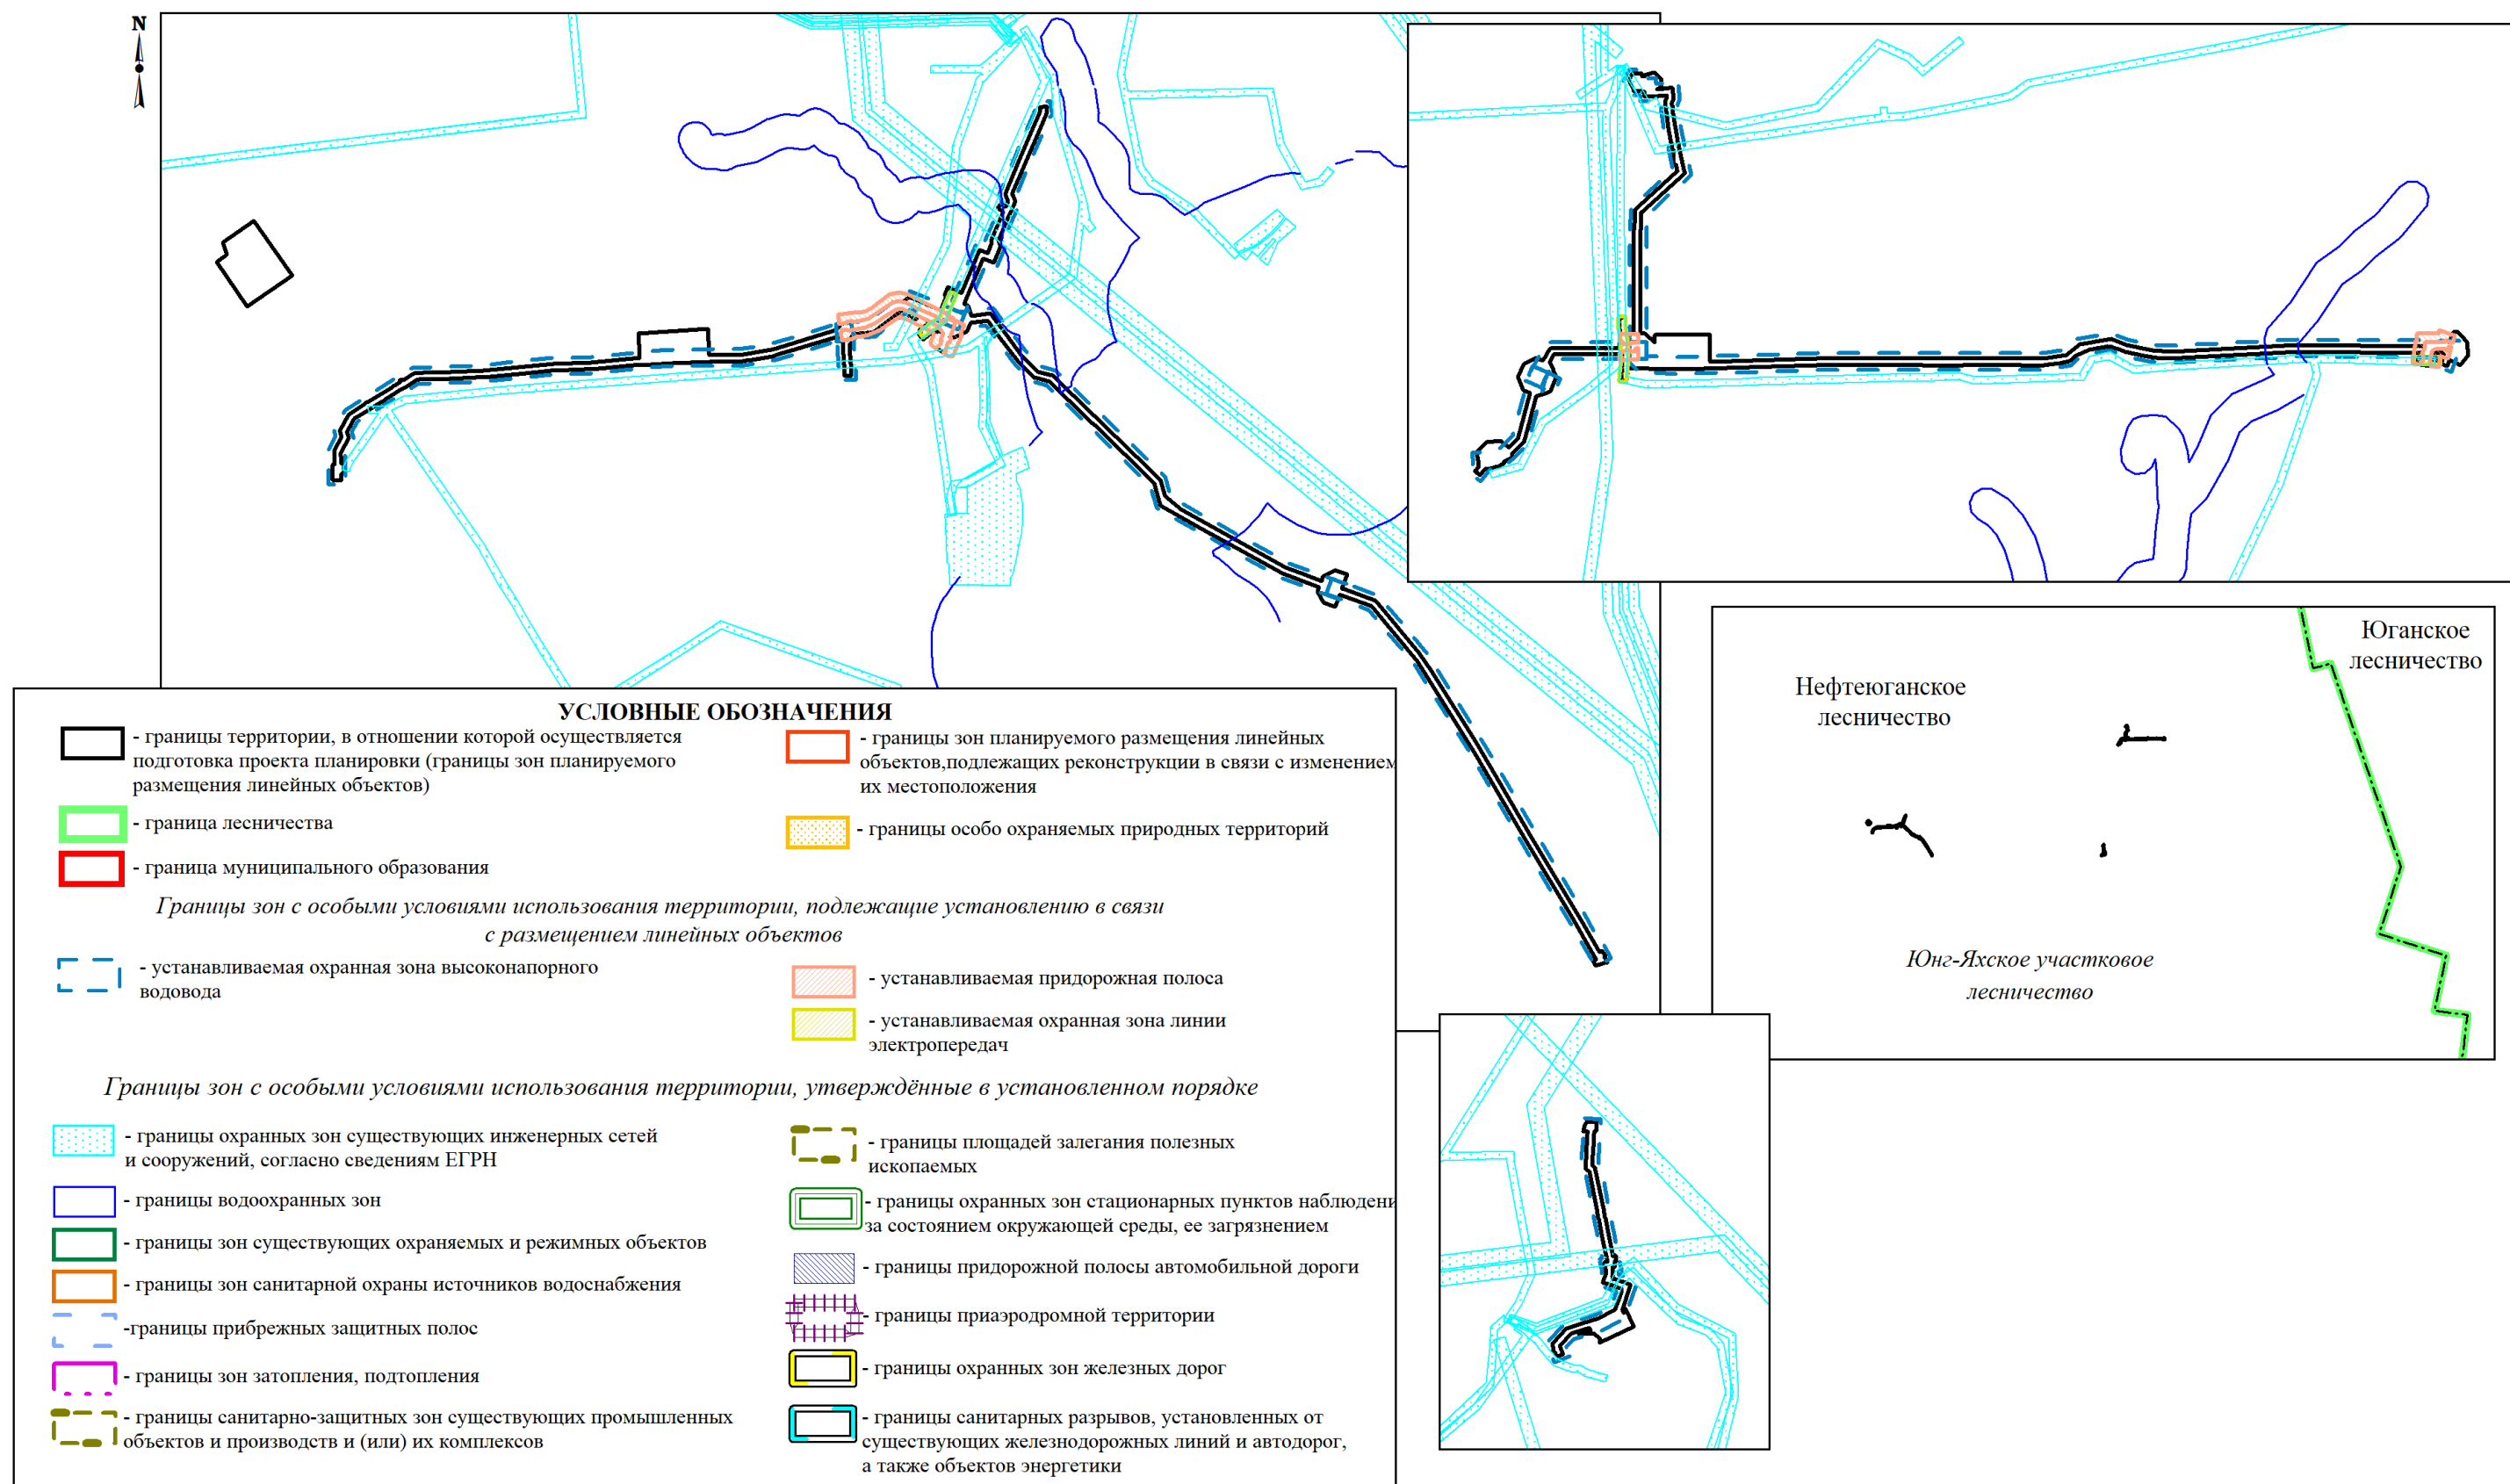 N
Юганское
лесничество
Нефтеюганское
лесничество
Юнг-Яхское участковое
лесничество
УСЛОВНЫЕ ОБОЗНАЧЕНИЯ
- границы территории, в отношении которой осуществляется
подготовка проекта планировки (границы зон планируемого
размещения линейных объектов)
- граница лесничества
- граница муниципального образования
- границы зон планируемого размещения линейных
объектов,подлежащих реконструкции в связи с изменением
их местоположения
- границы особо охраняемых природных территорий
Границы зон с особыми условиями использования территории, подлежащие установлению в связи
с размещением линейных объектов
- устанавливаемая охранная зона высоконапорного
водовода
- устанавливаемая придорожная полоса
- устанавливаемая охранная зона линии
электропередач
Границы зон с особыми условиями использования территории, утверждённые в установленном порядке
- границы охранных зон существующих инженерных сетей
и сооружений, согласно сведениям ЕГРН
- границы водоохранных зон
- границы зон существующих охраняемых и режимных объектов
- границы зон санитарной охраны источников водоснабжения
-границы прибрежных защитных полос
- границы зон затопления, подтопления
- границы санитарно-защитных зон существующих промышленных
объектов и производств и (или) их комплексов
- границы площадей залегания полезных
ископаемых
- границы охранных зон стационарных пунктов наблюдени
за состоянием окружающей среды, ее загрязнением
- границы придорожной полосы автомобильной дороги
- границы приаэродромной территории
- границы охранных зон железных дорог
- границы санитарных разрывов, установленных от
существующих железнодорожных линий и автодорог,
а также объектов энергетики